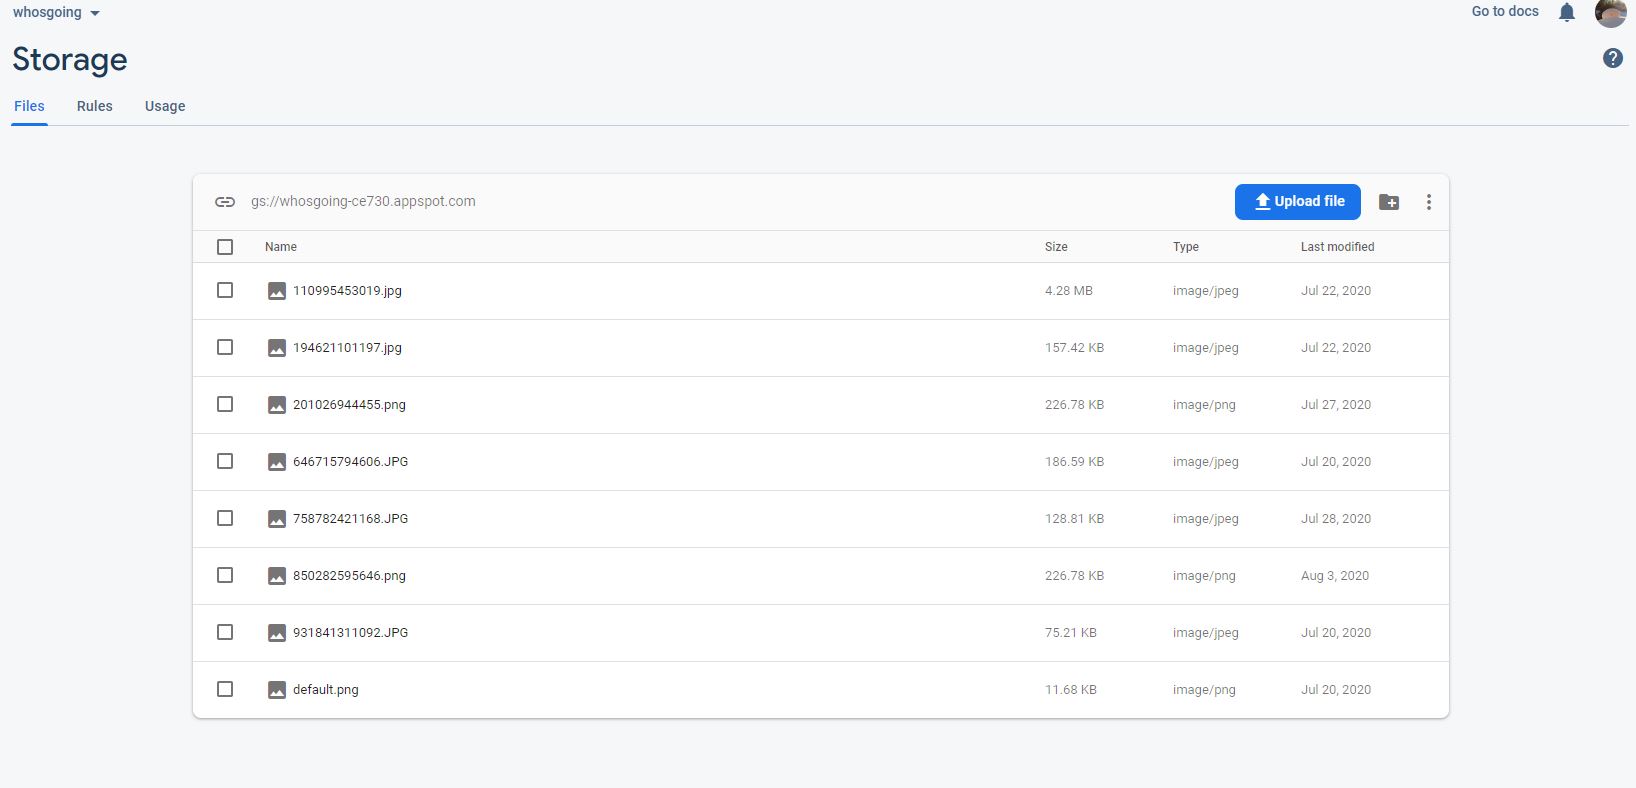 whosgoing Go to docs
Storage
Files Rules Usage
gs://whosgoing-ce730.appspot.com Upload file
Name Size Type Last modified
110995453019.jpg 4.28 MB image/jpeg Jul 22, 2020
194621101197.jpg 157.42 KB image/jpeg Jul 22, 2020
201026944455.png 226.78 KB image/png Jul 27, 2020
646715794606.JPG 186.59 KB image/jpeg Jul 20, 2020
758782421168.JPG 128.81 KB image/jpeg Jul 28, 2020
850282595646.png 226.78 KB image/png Aug 3, 2020
931841311092.JPG 75.21 KB image/jpeg Jul 20, 2020
default.png 11.68 KB image/png Jul 20, 2020